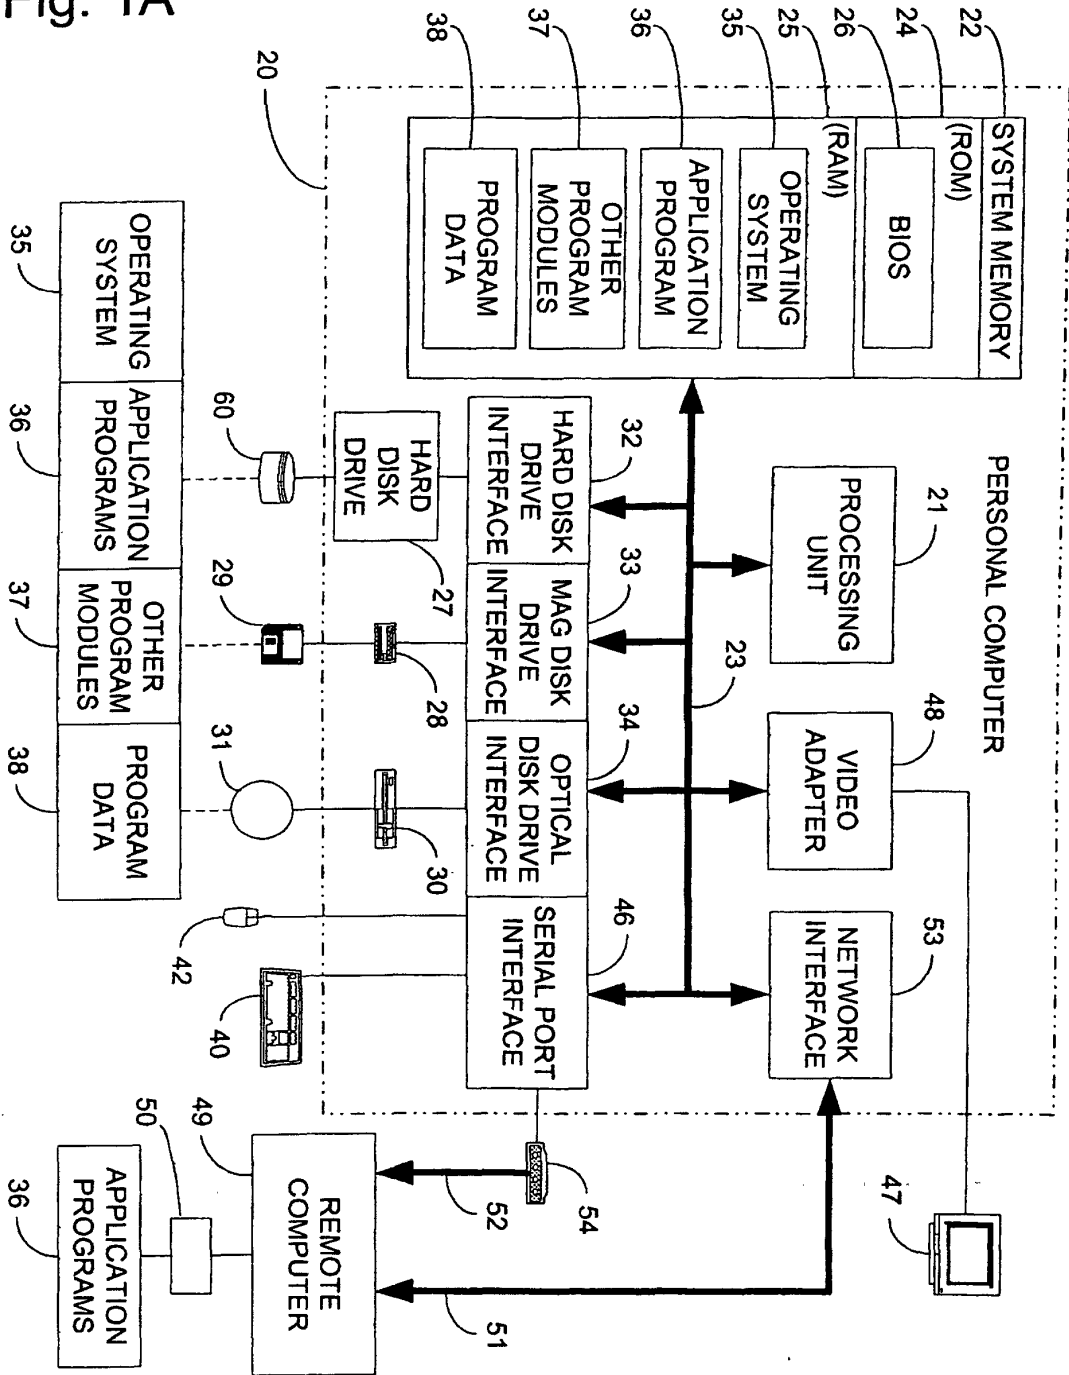 Fig. 1A
PERSONAL COMPUTER
22
24
26
25
35
36
37
38
20
SYSTEM MEMORY
(ROM)
BIOS
(RAM)
OPERATING
SYSTEM
APPLICATION
PROGRAM
OTHER
PROGRAM
MODULES
PROGRAM
DATA
21
PROCESSING
UNIT
48
VIDEO
ADAPTER
53
NETWORK
INTERFACE
47
23
32
33
34
46
HARD DISK
DRIVE
INTERFACE
MAG DISK
DRIVE
INTERFACE
OPTICAL
DISK DRIVE
INTERFACE
SERIAL PORT
INTERFACE
HARD
DISK
DRIVE
27
28
30
54
52
51
60
29
31
42
40
49
REMOTE
COMPUTER
50
OPERATING
SYSTEM
APPLICATION
PROGRAMS
OTHER
PROGRAM
MODULES
PROGRAM
DATA
APPLICATION
PROGRAMS
35
36
37
38
36